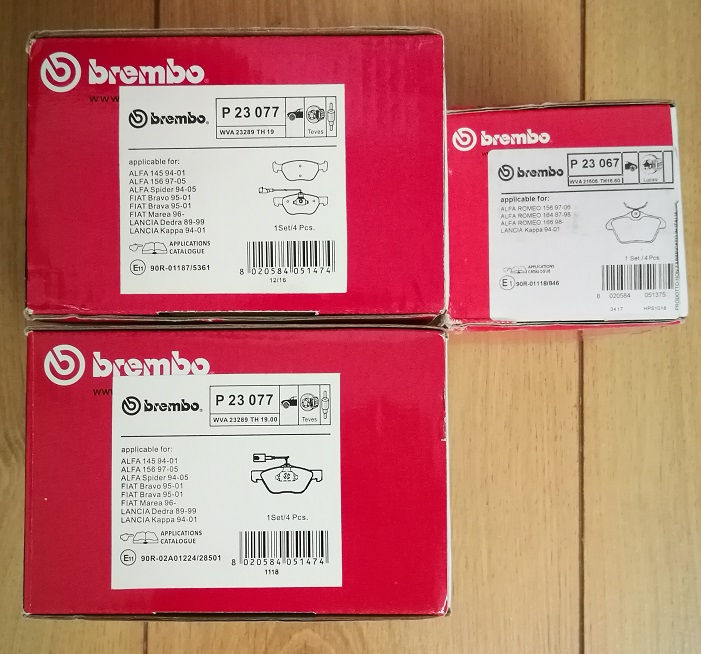 brembo
www
brembo
P 23 077
WVA 23289 TH 19
Teves
applicable for:
ALFA 145 94-01
ALFA 156 97-05
ALFA Spider 94-05
FIAT Bravo 95-01
FIAT Brava 95-01
FIAT Marea 96-
LANCIA Dedra 89-99
LANCIA Kappa 94-01
1Set/4 Pcs.
APPLICATIONS
CATALOGUE
E11 90R-01187/5361
8 020584 051474
12/16
brembo
brembo
P 23 067
WVA 21606 TH16.60
Lucas
applicable for:
ALFA ROMEO 156 97-06
ALFA ROMEO 164 87-98
ALFA ROMEO 166 98-
LANCIA Kappa 94-01
1 Set / 4 Pcs
APPLICATIONS
CATALOGUE
E1 90R-01118/846
8 020584 051375
3417
HPS1018
brembo
www
brembo
P 23 077
WVA 23289 TH 19.00
Teves
applicable for:
ALFA 145 94-01
ALFA 156 97-05
ALFA Spider 94-05
FIAT Bravo 95-01
FIAT Brava 95-01
FIAT Marea 96-
LANCIA Dedra 89-99
LANCIA Kappa 94-01
1Set/4 Pcs.
APPLICATIONS
CATALOGUE
E11 90R-02A01224/28501
8 020584 051474
1118